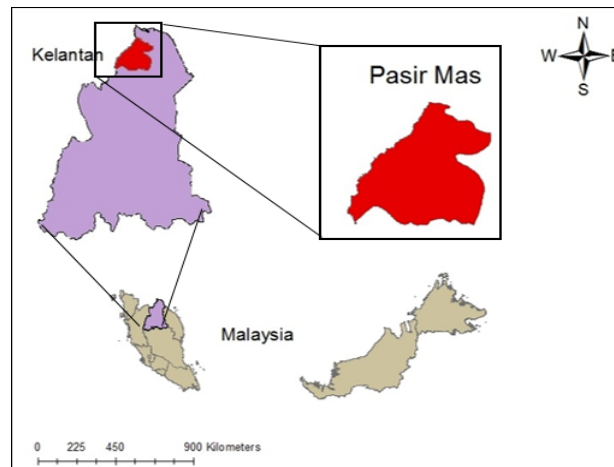 N
Kelantan
W E
S
Pasir Mas
Malaysia
0 225 450 900 Kilometers